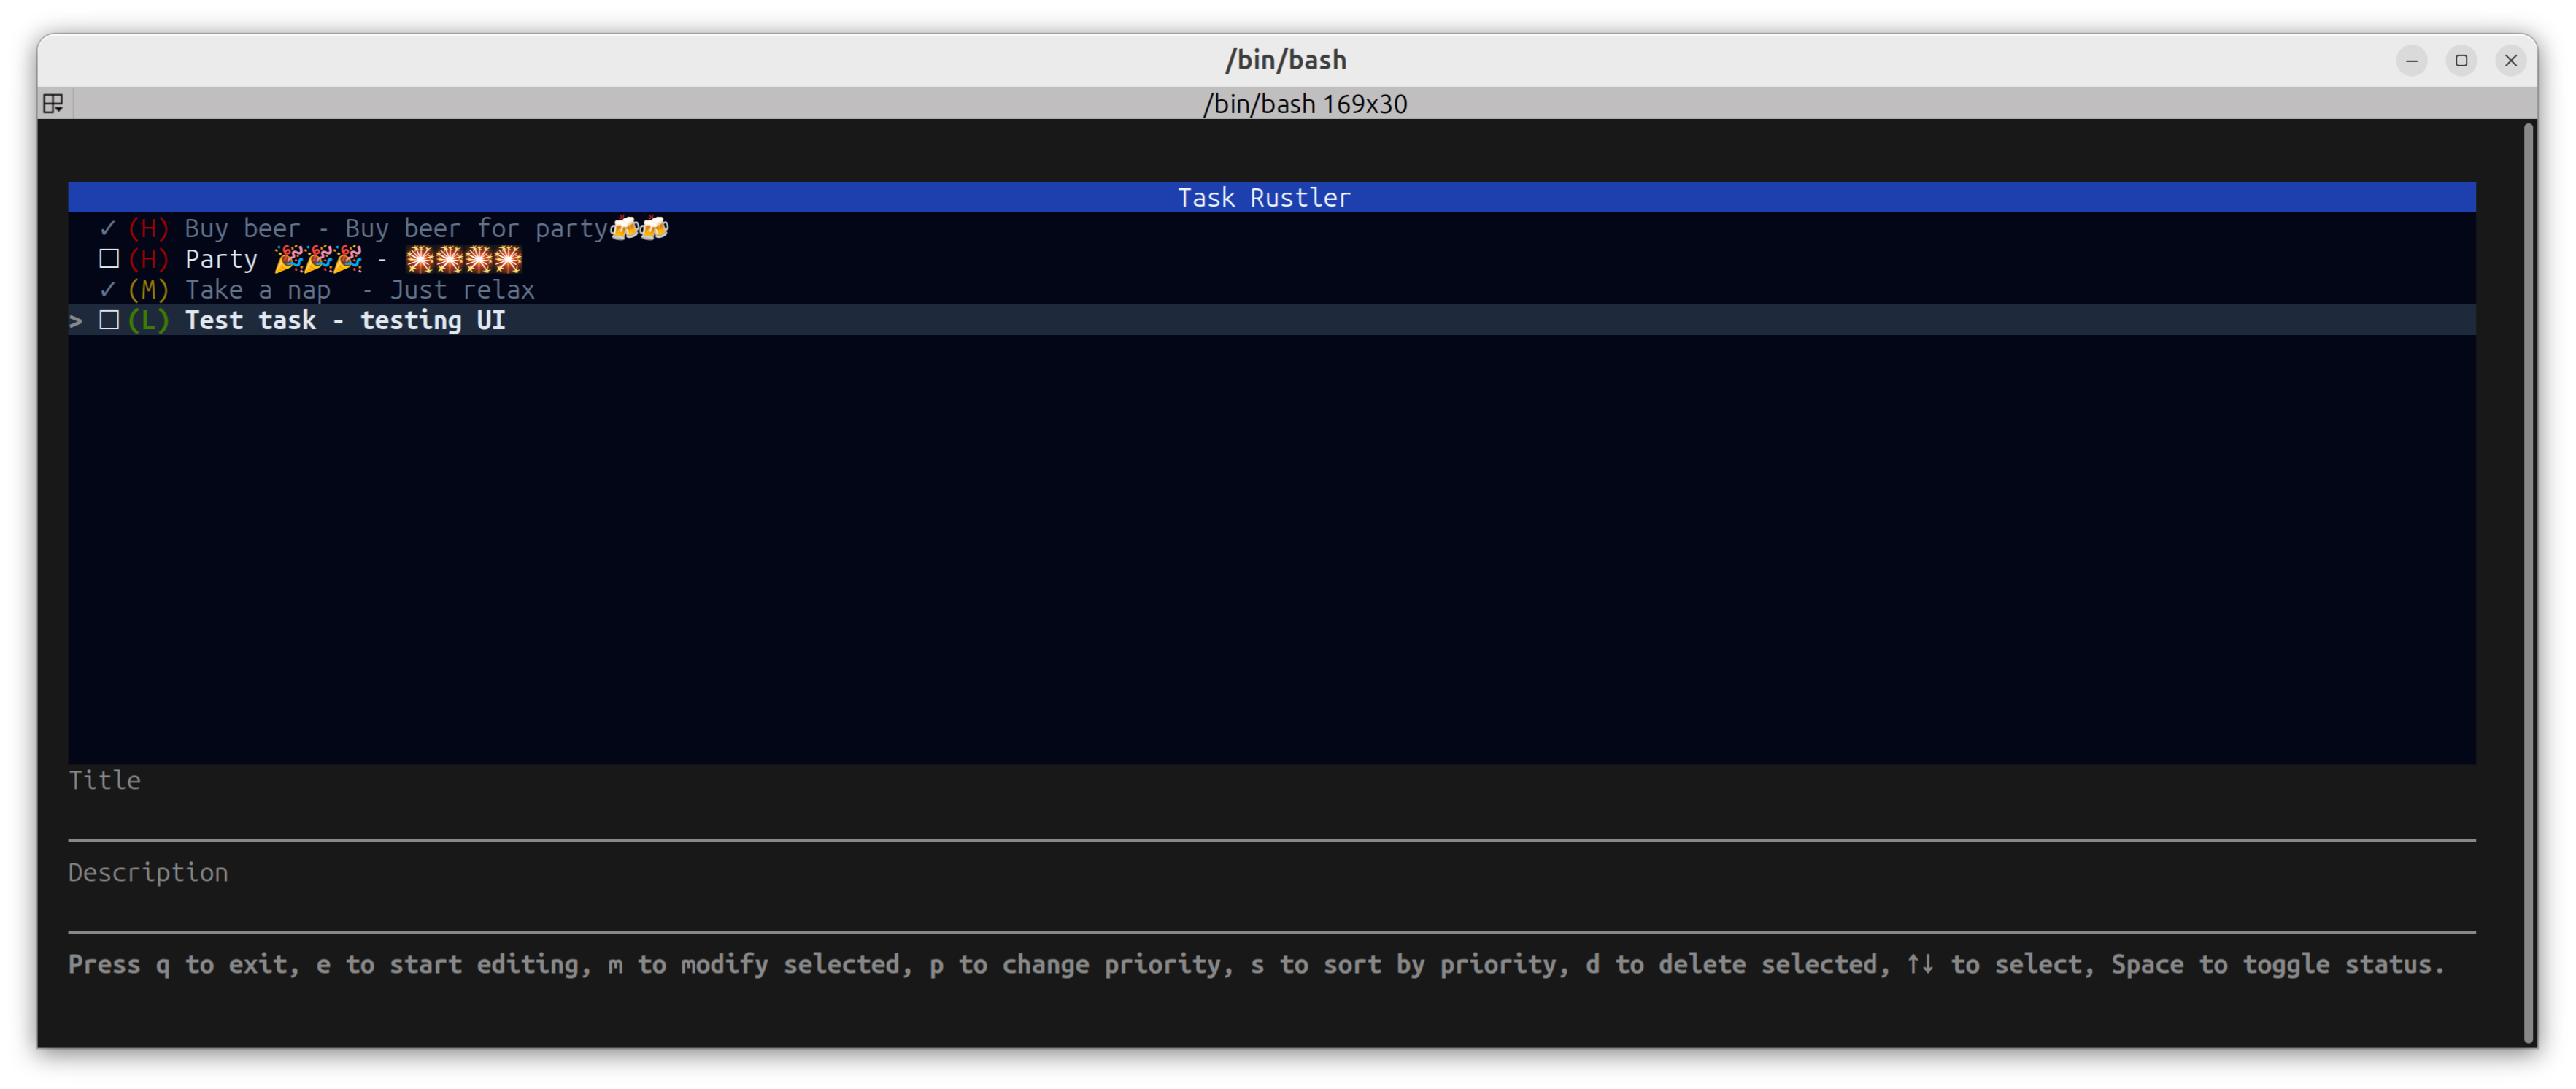 /bin/bash
/bin/bash 169x30
Task Rustler
✓ (H) Buy beer - Buy beer for party🍻🍻
☐ (H) Party 🎉🎉🎉 - 🎇🎇🎇🎇
✓ (M) Take a nap  - Just relax
> ☐ (L) Test task - testing UI
Title
Description
Press q to exit, e to start editing, m to modify selected, p to change priority, s to sort by priority, d to delete selected, ↑↓ to select, Space to toggle status.